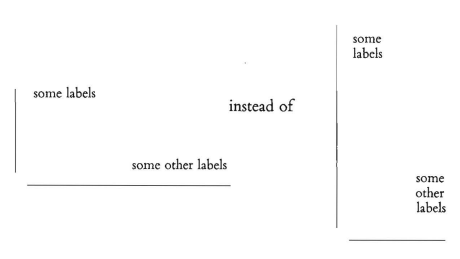 some labels
some other labels
instead of
some
labels
some
other
labels